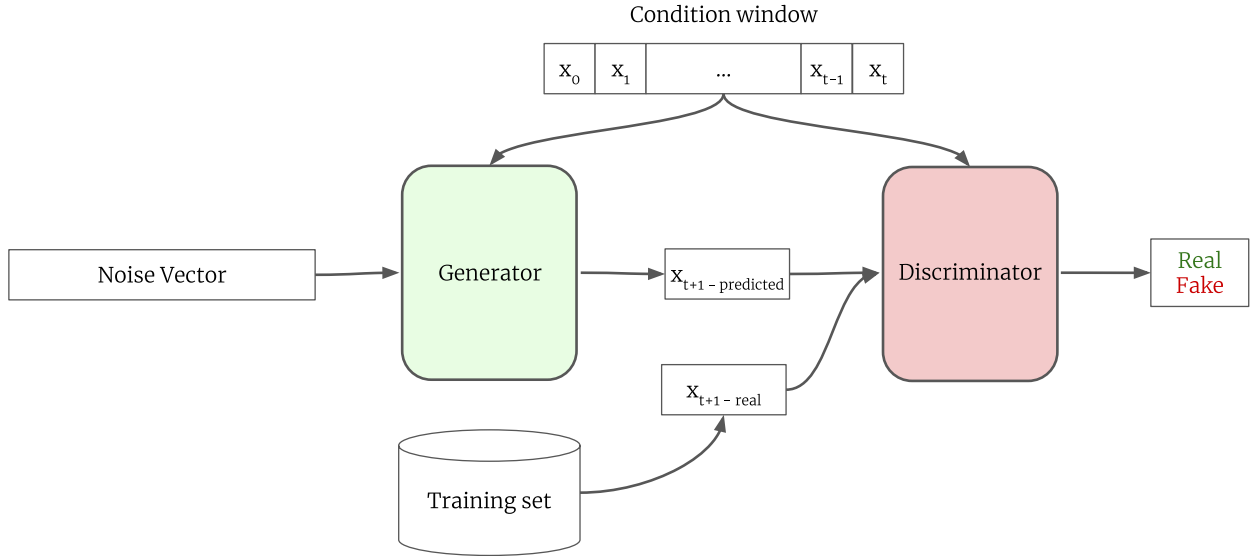 Condition window
x0 x1 ... xt-1 xt
Noise Vector
Generator
xt+1 - predicted
Discriminator
Real
Fake
xt+1 - real
Training set